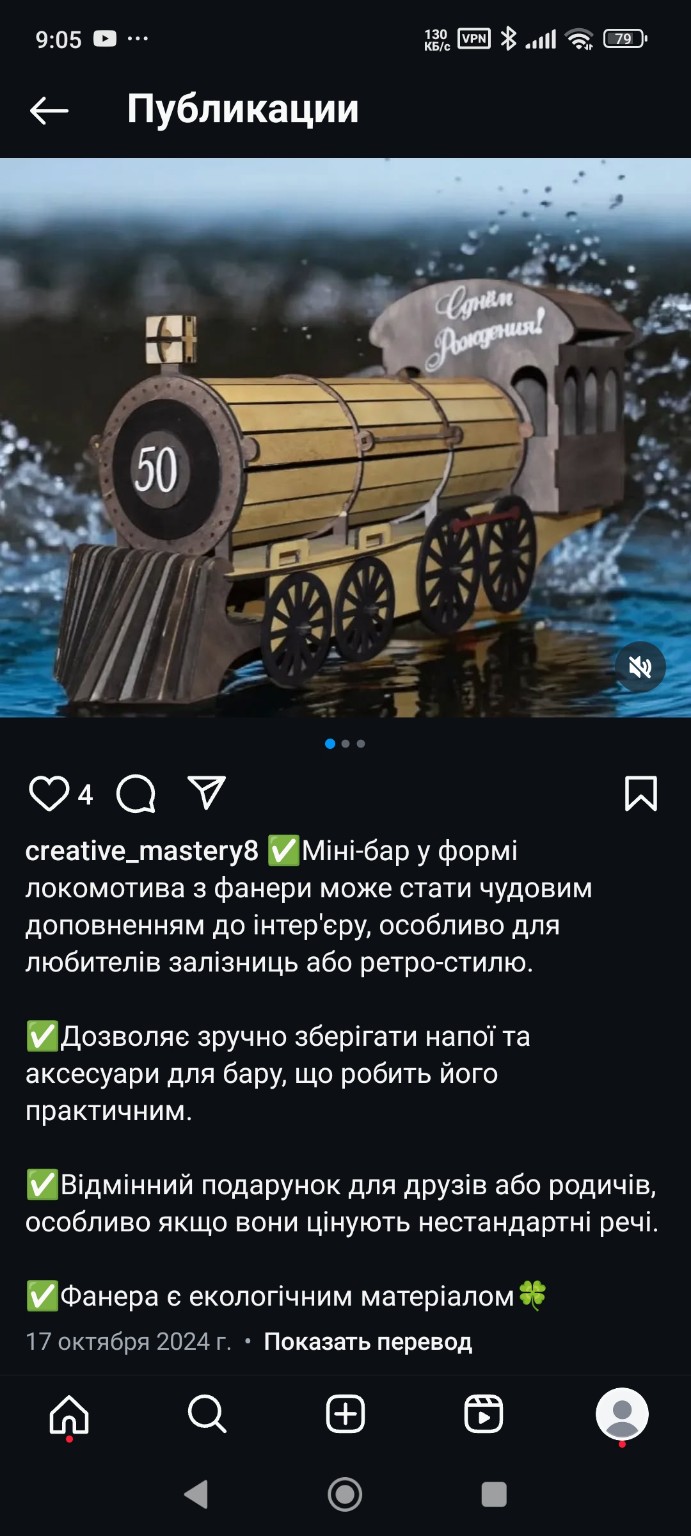 9:05
130
КБ/с
VPN
79
Публикации
С днём
Рождения!
50
4
creative_mastery8 ✅Міні-бар у формі
локомотива з фанери може стати чудовим
доповненням до інтер'єру, особливо для
любителів залізниць або ретро-стилю.
✅Дозволяє зручно зберігати напої та
аксесуари для бару, що робить його
практичним.
✅Відмінний подарунок для друзів або родичів,
особливо якщо вони цінують нестандартні речі.
✅Фанера є екологічним матеріалом🍀
17 октября 2024 г. • Показать перевод